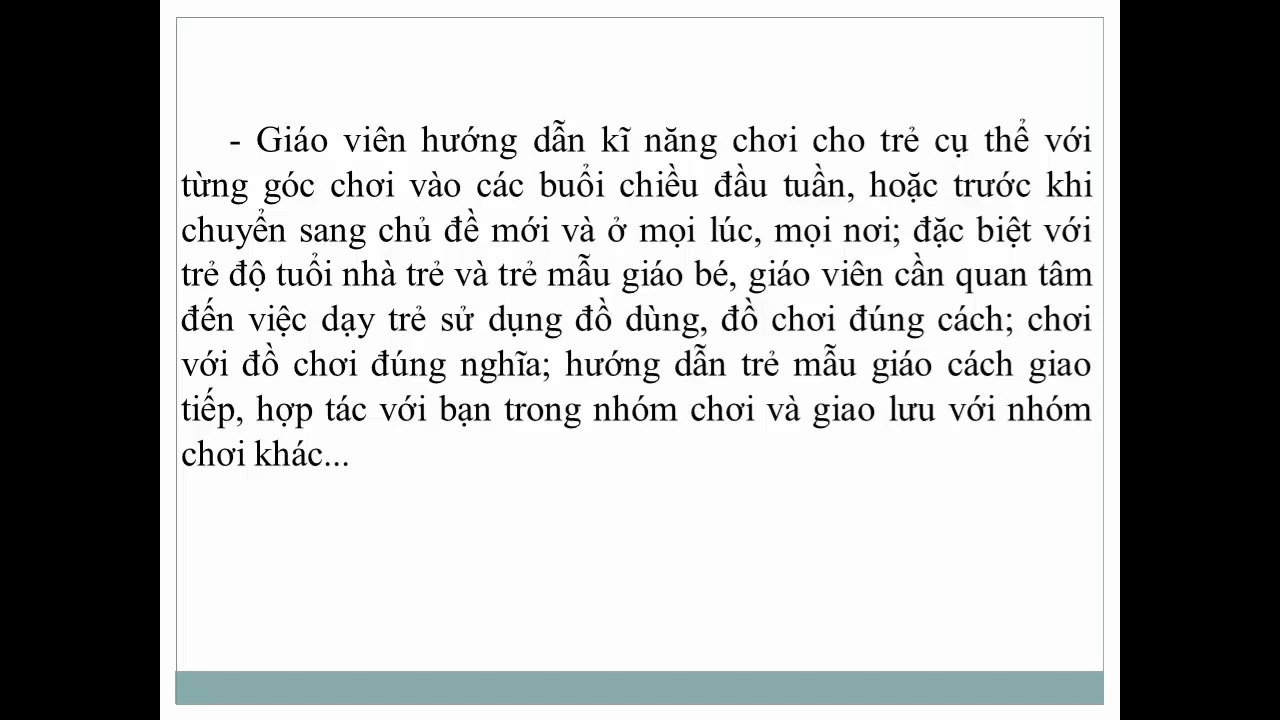 - Giáo viên hướng dẫn kĩ năng chơi cho trẻ cụ thể với
từng góc chơi vào các buổi chiều đầu tuần, hoặc trước khi
chuyển sang chủ đề mới và ở mọi lúc, mọi nơi; đặc biệt với
trẻ độ tuổi nhà trẻ và trẻ mẫu giáo bé, giáo viên cần quan tâm
đến việc dạy trẻ sử dụng đồ dùng, đồ chơi đúng cách; chơi
với đồ chơi đúng nghĩa; hướng dẫn trẻ mẫu giáo cách giao
tiếp, hợp tác với bạn trong nhóm chơi và giao lưu với nhóm
chơi khác...